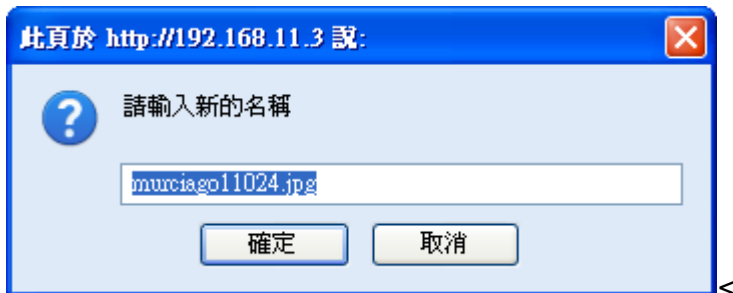 此頁於 http://192.168.11.3 說:
請輸入新的名稱
murciago11024.jpg
確定 取消
<